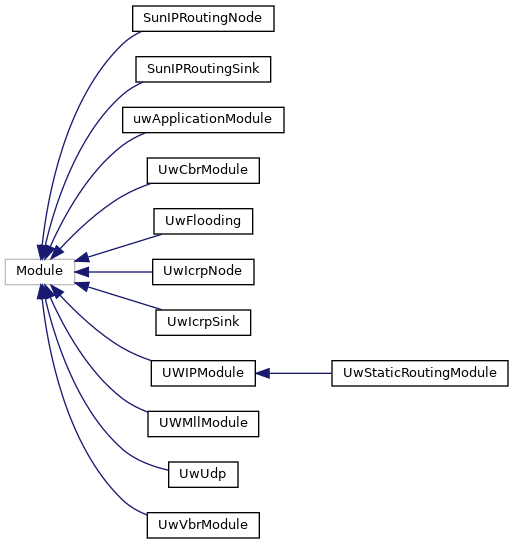 SunIPRoutingNode
SunIPRoutingSink
uwApplicationModule
UwCbrModule
UwFlooding
Module
UwIcrpNode
UwIcrpSink
UWIPModule
UwStaticRoutingModule
UWMllModule
UwUdp
UwVbrModule